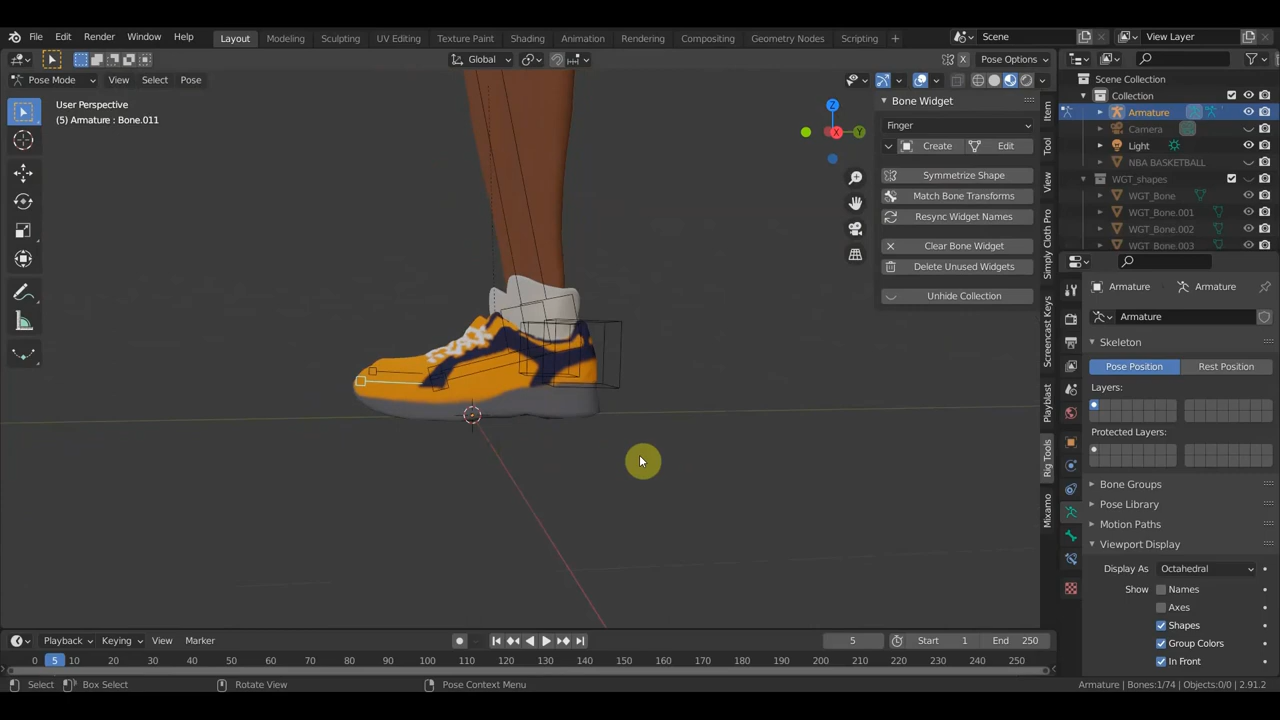 File Edit Render Window Help Layout Modeling Sculpting UV Editing Texture Paint Shading Animation Rendering Compositing Geometry Nodes Scripting Scene View Layer
Global Pose Options
Pose Mode View Select Pose
User Perspective
(5) Armature : Bone.011
Z
X
Y
Bone Widget
Finger
Create Edit
Symmetrize Shape
Match Bone Transforms
Resync Widget Names
Clear Bone Widget
Delete Unused Widgets
Unhide Collection
Item
Tool
View
Simply Cloth Pro
Screencast Keys
Playblast
Rig Tools
Mixamo
Scene Collection
Collection
Armature
Camera
Light
NBA BASKETBALL
WGT_shapes
WGT_Bone
WGT_Bone.001
WGT_Bone.002
WGT_Bone.003
Armature Armature
Armature
Skeleton
Pose Position Rest Position
Layers:
Protected Layers:
Bone Groups
Pose Library
Motion Paths
Viewport Display
Display As Octahedral
Show Names
Axes
Shapes
Group Colors
In Front
Playback Keying View Marker 5 Start 1 End 250
0 5 10 20 30 40 50 60 70 80 90 100 110 120 130 140 150 160 170 180 190 200 210 220 230 240 250
Select Box Select Rotate View Pose Context Menu Armature | Bones:1/74 | Objects:0/0 | 2.91.2